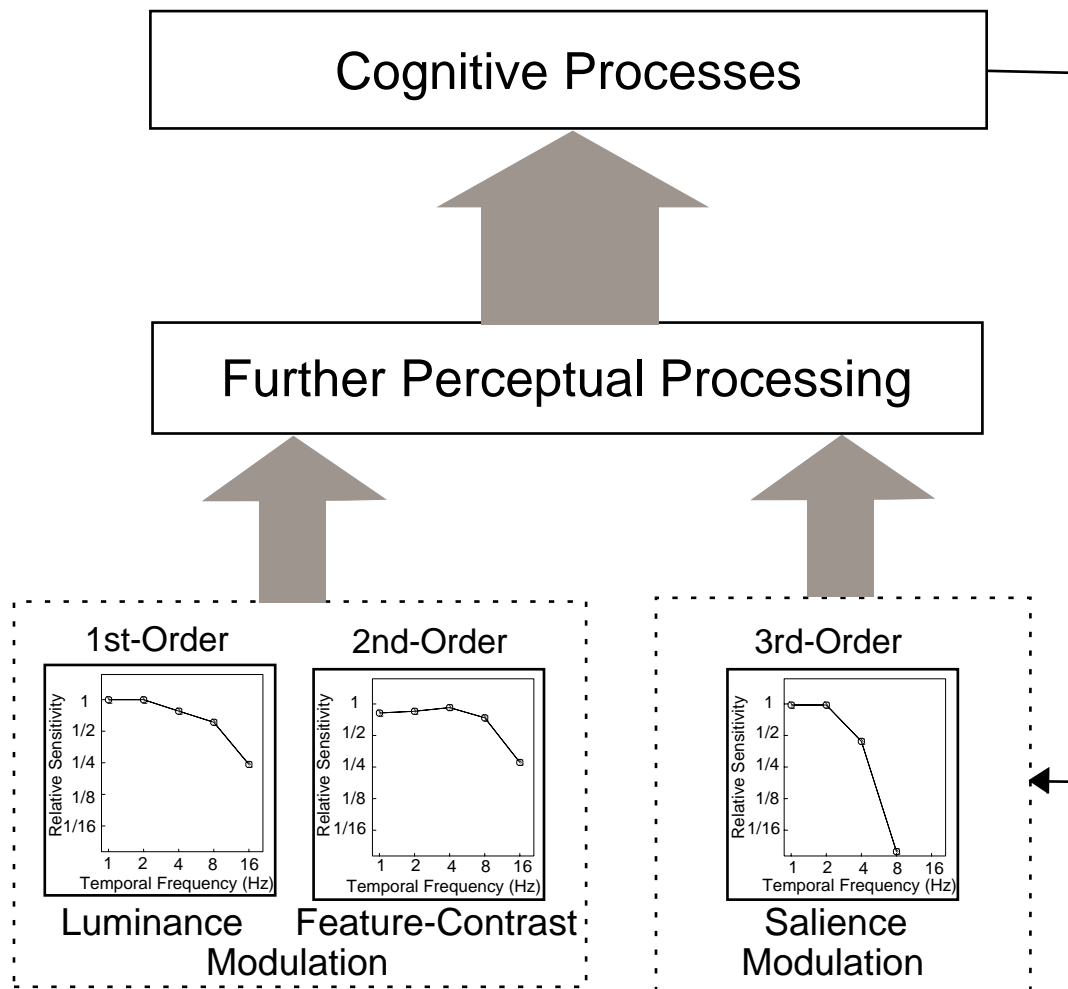 Cognitive Processes
Further Perceptual Processing
1st-Order
Relative Sensitivity
1
1/2
1/4
1/8
1/16
1 2 4 8 16
Temporal Frequency (Hz)
Luminance
2nd-Order
Relative Sensitivity
1
1/2
1/4
1/8
1/16
1 2 4 8 16
Temporal Frequency (Hz)
Feature-Contrast
Modulation
3rd-Order
Relative Sensitivity
1
1/2
1/4
1/8
1/16
1 2 4 8 16
Temporal Frequency (Hz)
Salience
Modulation